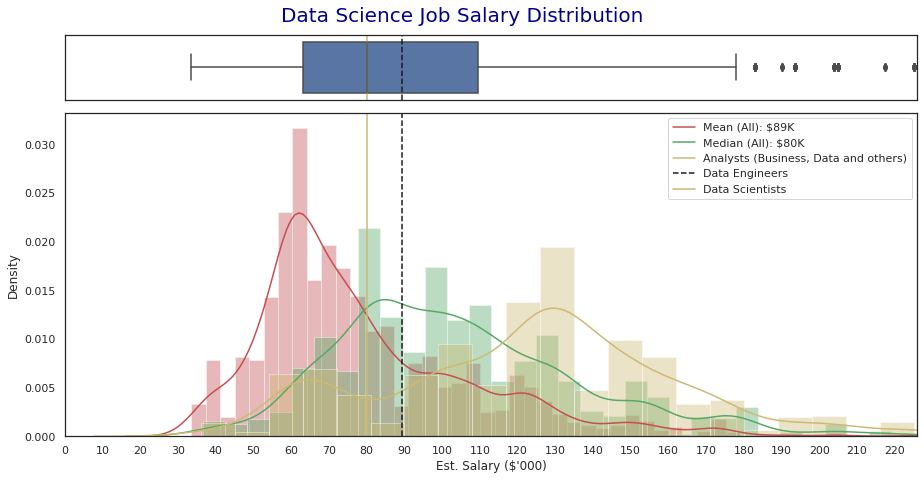 Data Science Job Salary Distribution
Mean (All): $89K
Median (All): $80K
Analysts (Business, Data and others)
Data Engineers
Data Scientists
Density
0.030
0.025
0.020
0.015
0.010
0.005
0.000
0 10 20 30 40 50 60 70 80 90 100 110 120 130 140 150 160 170 180 190 200 210 220
Est. Salary ($'000)